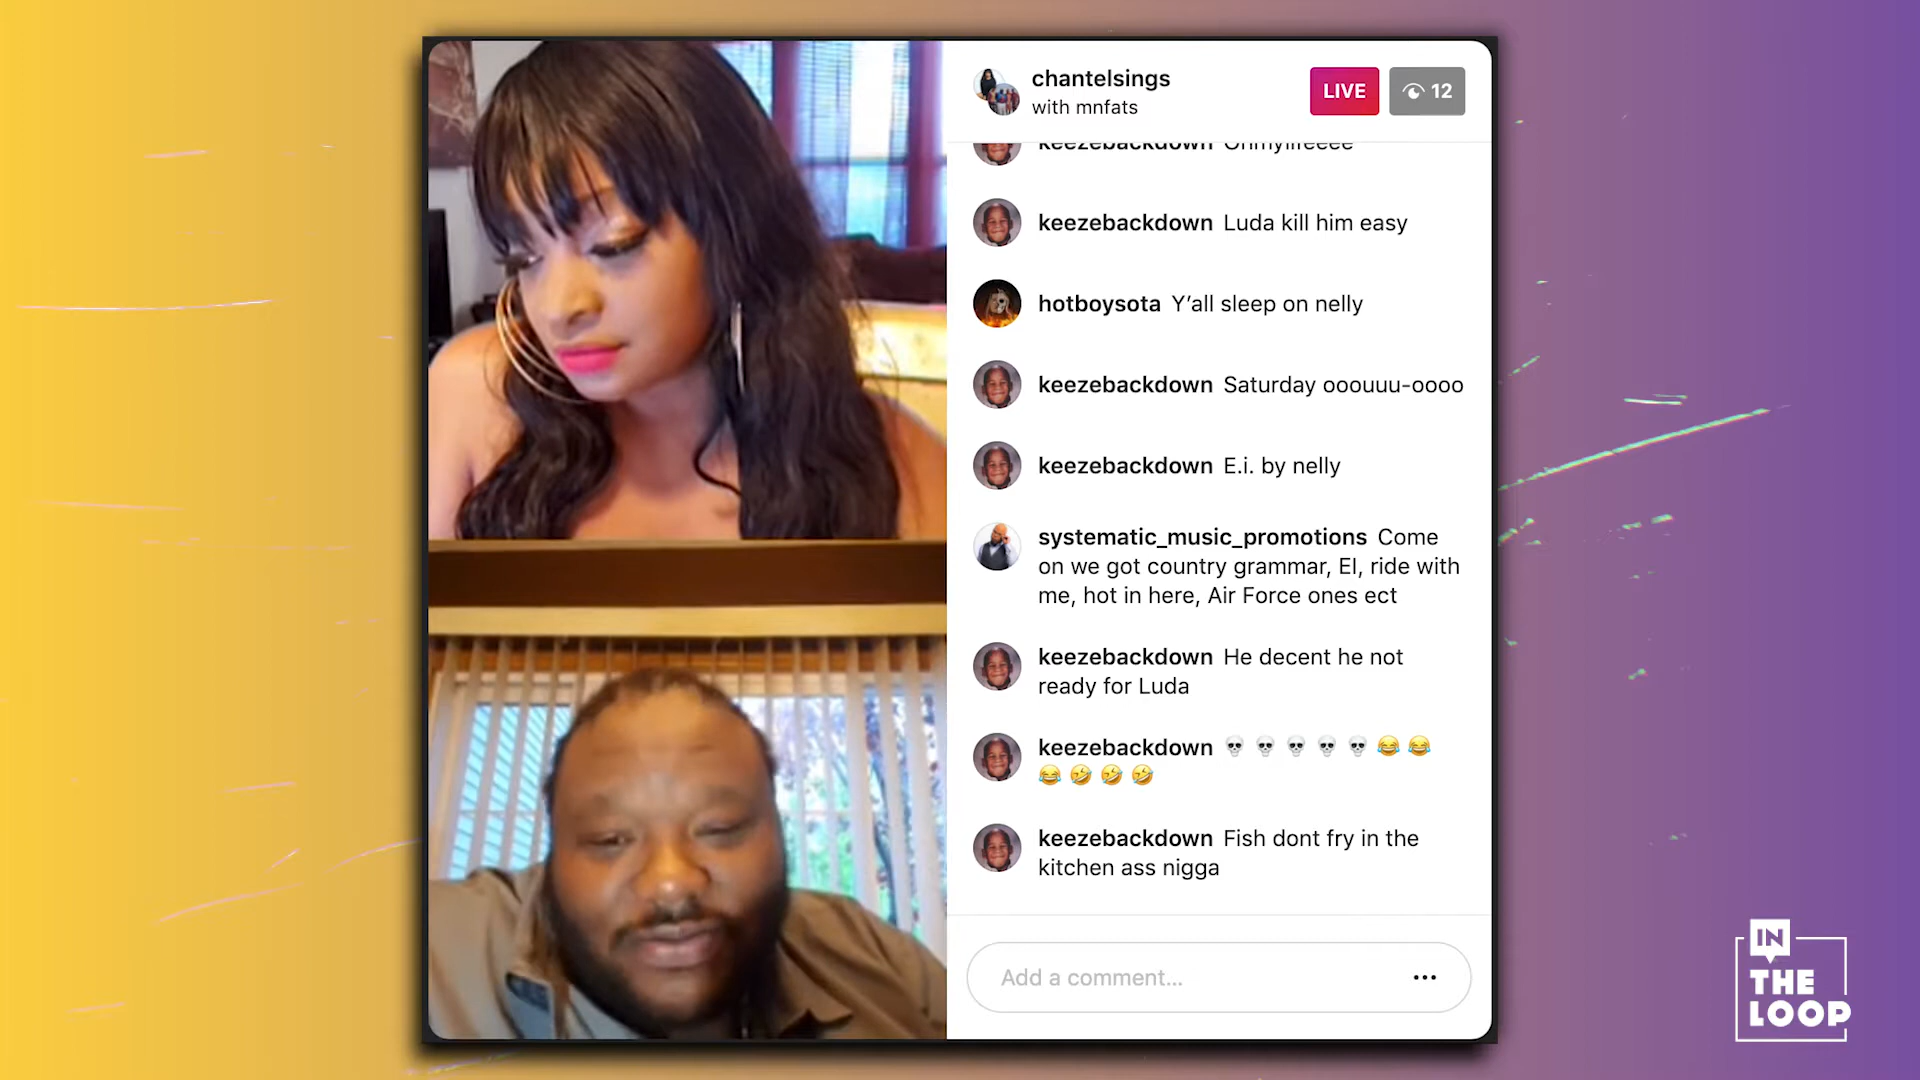 chantelsings
with mnfats
LIVE
12
keezebackdown Ohmylifeeee
keezebackdown Luda kill him easy
hotboysota Y’all sleep on nelly
keezebackdown Saturday ooouuu-oooo
keezebackdown E.i. by nelly
systematic_music_promotions Come
on we got country grammar, EI, ride with
me, hot in here, Air Force ones ect
keezebackdown He decent he not
ready for Luda
keezebackdown 💀 💀 💀 💀 💀 😂 😂
😂 🤣 🤣 🤣
keezebackdown Fish dont fry in the
kitchen ass nigga
Add a comment...
IN
THE
LOOP